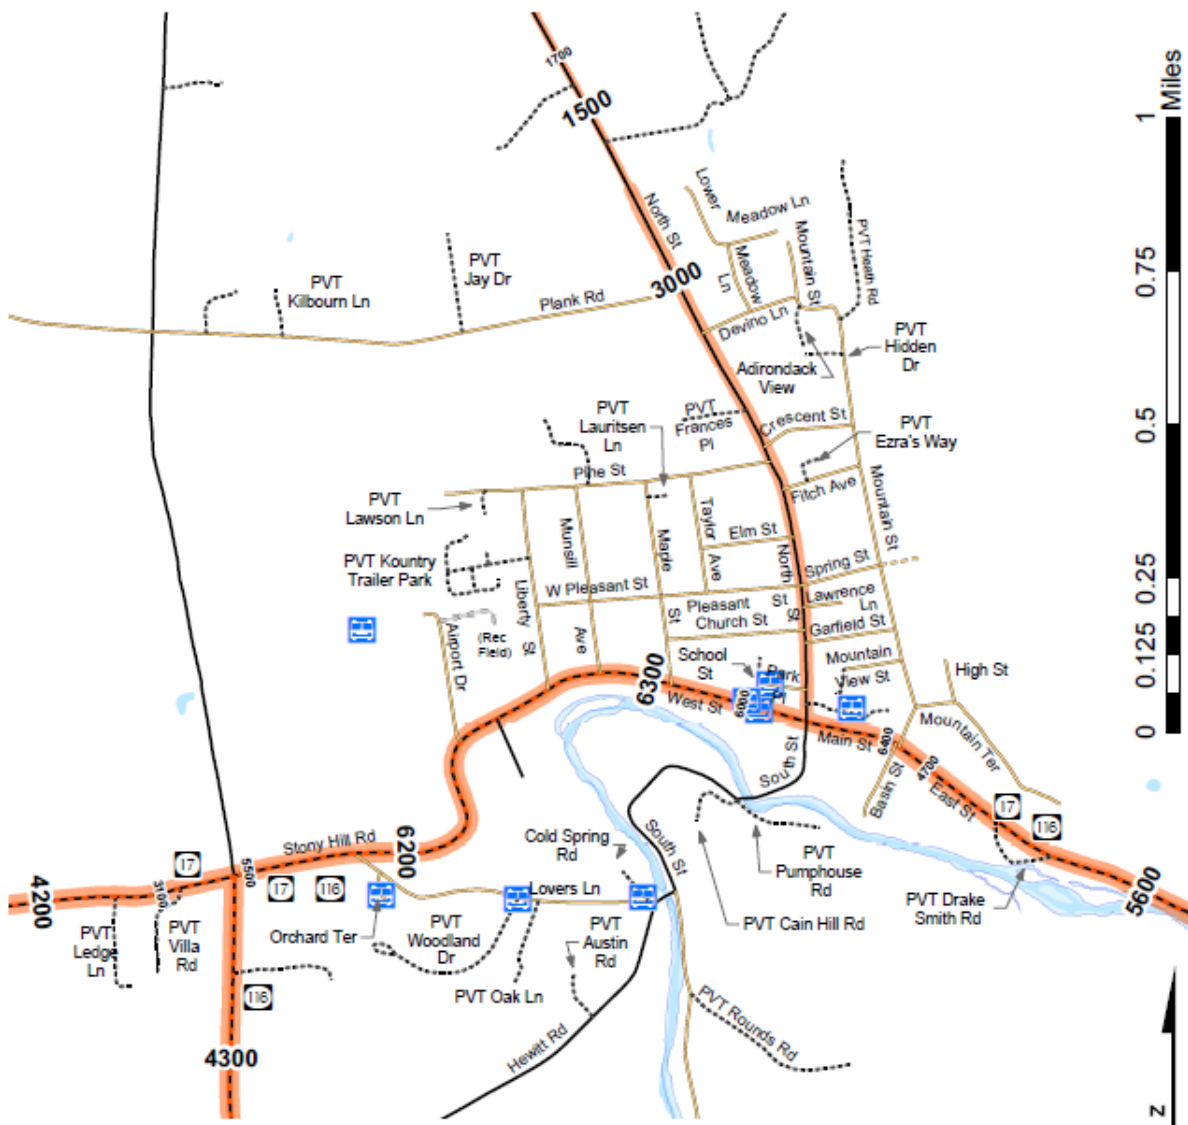 1700
1500
1
Miles
North St
Lower
Meadow Ln
Meadow
Ln
Mountain St
PVT Heath Rd
PVT
Jay Dr
PVT
Kilbourn Ln
3000
Plank Rd
Devino Ln
0.75
PVT
Hidden
Dr
Adirondack
View
PVT
Lauritsen
Ln
PVT
Frances
Pl
Crescent St
PVT
Ezra's Way
0.5
Pine St
Fitch Ave
PVT
Lawson Ln
Munsill
Ave
Maple
St
Taylor
Ave
Elm St
North
St
Mountain St
PVT Kountry
Trailer Park
Liberty
St
W Pleasant St
Spring St
0.25
Pleasant
St
Lawrence
Ln
Church St
Garfield St
0.125
Airport Dr
(Rec
Field)
School
St
Park
Pl
Mountain
View St
High St
6300
West St
6000
Main St
6400
Mountain Ter
0
4700
South St
Basin St
East St
17
116
Stony Hill Rd
6200
Cold Spring
Rd
South St
PVT
Pumphouse
Rd
17
5500
17
116
Lovers Ln
4200
3100
PVT
Ledge
Ln
PVT
Villa
Rd
Orchard Ter
PVT
Woodland
Dr
PVT
Austin
Rd
PVT Cain Hill Rd
PVT Drake
Smith Rd
5600
116
PVT Oak Ln
PVT Rounds Rd
Hewitt Rd
4300
N